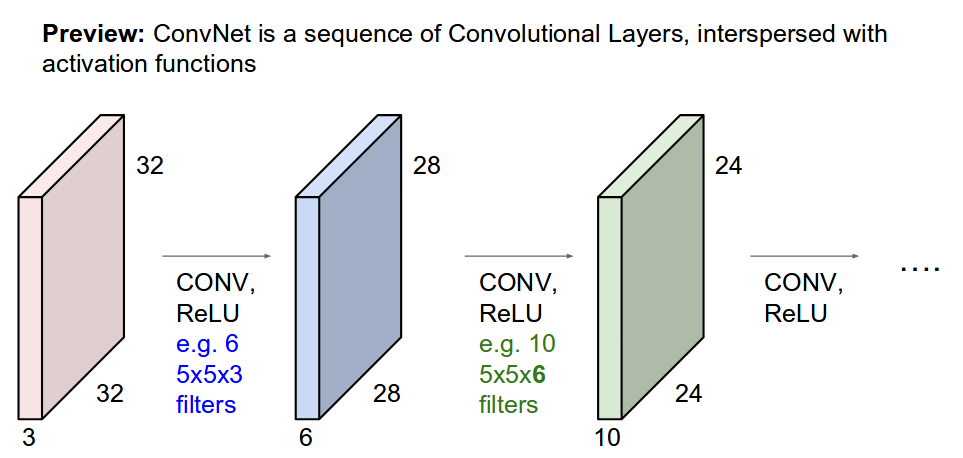 Preview: ConvNet is a sequence of Convolutional Layers, interspersed with
activation functions
32
32
3
CONV,
ReLU
e.g. 6
5x5x3
filters
28
28
6
CONV,
ReLU
e.g. 10
5x5x6
filters
24
24
10
CONV,
ReLU
....